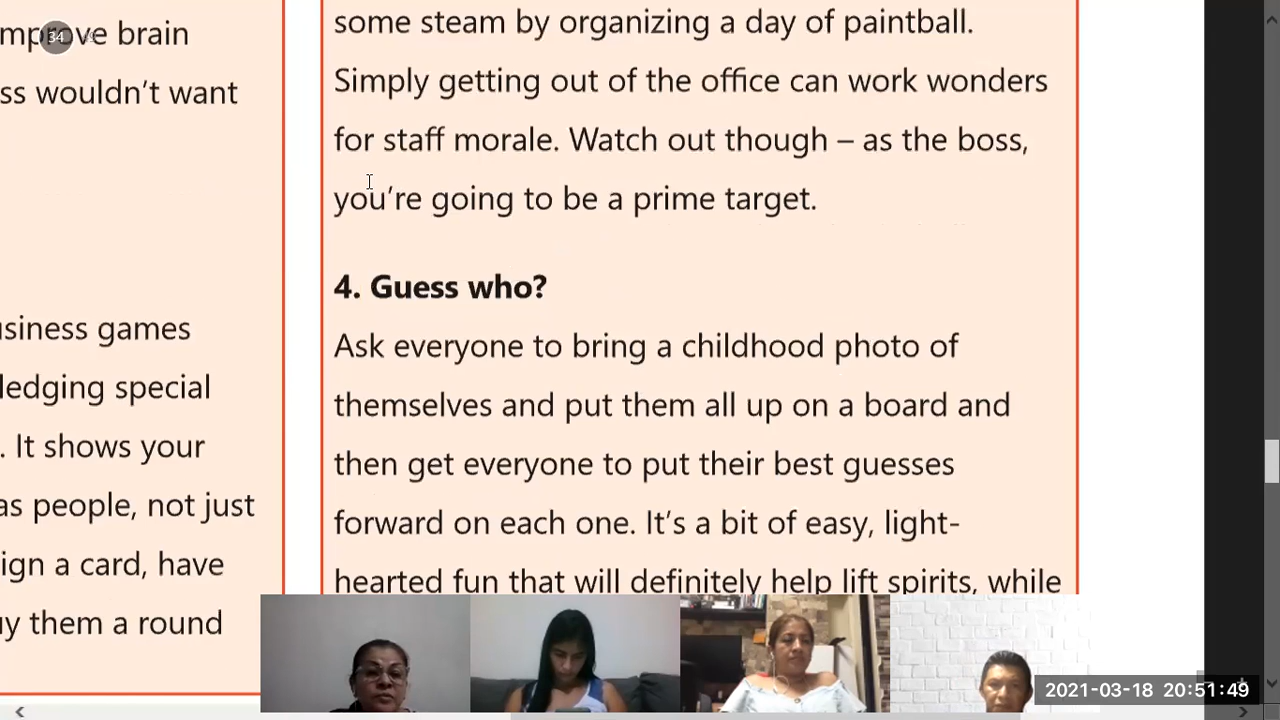 mprove brain
ss wouldn't want
usiness games
ledging special
. It shows your
as people, not just
ign a card, have
uy them a round
some steam by organizing a day of paintball.
Simply getting out of the office can work wonders
for staff morale. Watch out though – as the boss,
you're going to be a prime target.
4. Guess who?
Ask everyone to bring a childhood photo of
themselves and put them all up on a board and
then get everyone to put their best guesses
forward on each one. It's a bit of easy, light-
hearted fun that will definitely help lift spirits, while
34
2021-03-18 20:51:49